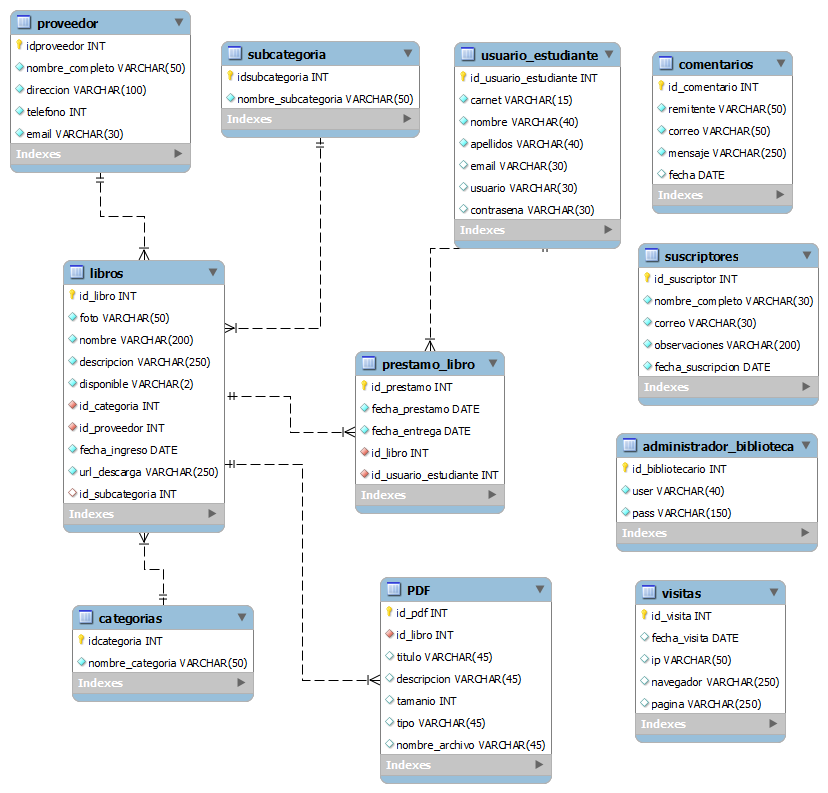 proveedor
idproveedor INT
nombre_completo VARCHAR(50)
direccion VARCHAR(100)
telefono INT
email VARCHAR(30)
Indexes
subcategoria
idsubcategoria INT
nombre_subcategoria VARCHAR(50)
Indexes
usuario_estudiante
id_usuario_estudiante INT
carnet VARCHAR(15)
nombre VARCHAR(40)
apellidos VARCHAR(40)
email VARCHAR(30)
usuario VARCHAR(30)
contrasena VARCHAR(30)
Indexes
comentarios
id_comentario INT
remitente VARCHAR(50)
correo VARCHAR(50)
mensaje VARCHAR(250)
fecha DATE
Indexes
libros
id_libro INT
foto VARCHAR(50)
nombre VARCHAR(200)
descripcion VARCHAR(250)
disponible VARCHAR(2)
id_categoria INT
id_proveedor INT
fecha_ingreso DATE
url_descarga VARCHAR(250)
id_subcategoria INT
Indexes
prestamo_libro
id_prestamo INT
fecha_prestamo DATE
fecha_entrega DATE
id_libro INT
id_usuario_estudiante INT
Indexes
suscriptores
id_suscriptor INT
nombre_completo VARCHAR(30)
correo VARCHAR(30)
observaciones VARCHAR(200)
fecha_suscripcion DATE
Indexes
administrador_biblioteca
id_bibliotecario INT
user VARCHAR(40)
pass VARCHAR(150)
Indexes
categorias
idcategoria INT
nombre_categoria VARCHAR(50)
Indexes
PDF
id_pdf INT
id_libro INT
titulo VARCHAR(45)
descripcion VARCHAR(45)
tamanio INT
tipo VARCHAR(45)
nombre_archivo VARCHAR(45)
Indexes
visitas
id_visita INT
fecha_visita DATE
ip VARCHAR(50)
navegador VARCHAR(250)
pagina VARCHAR(250)
Indexes